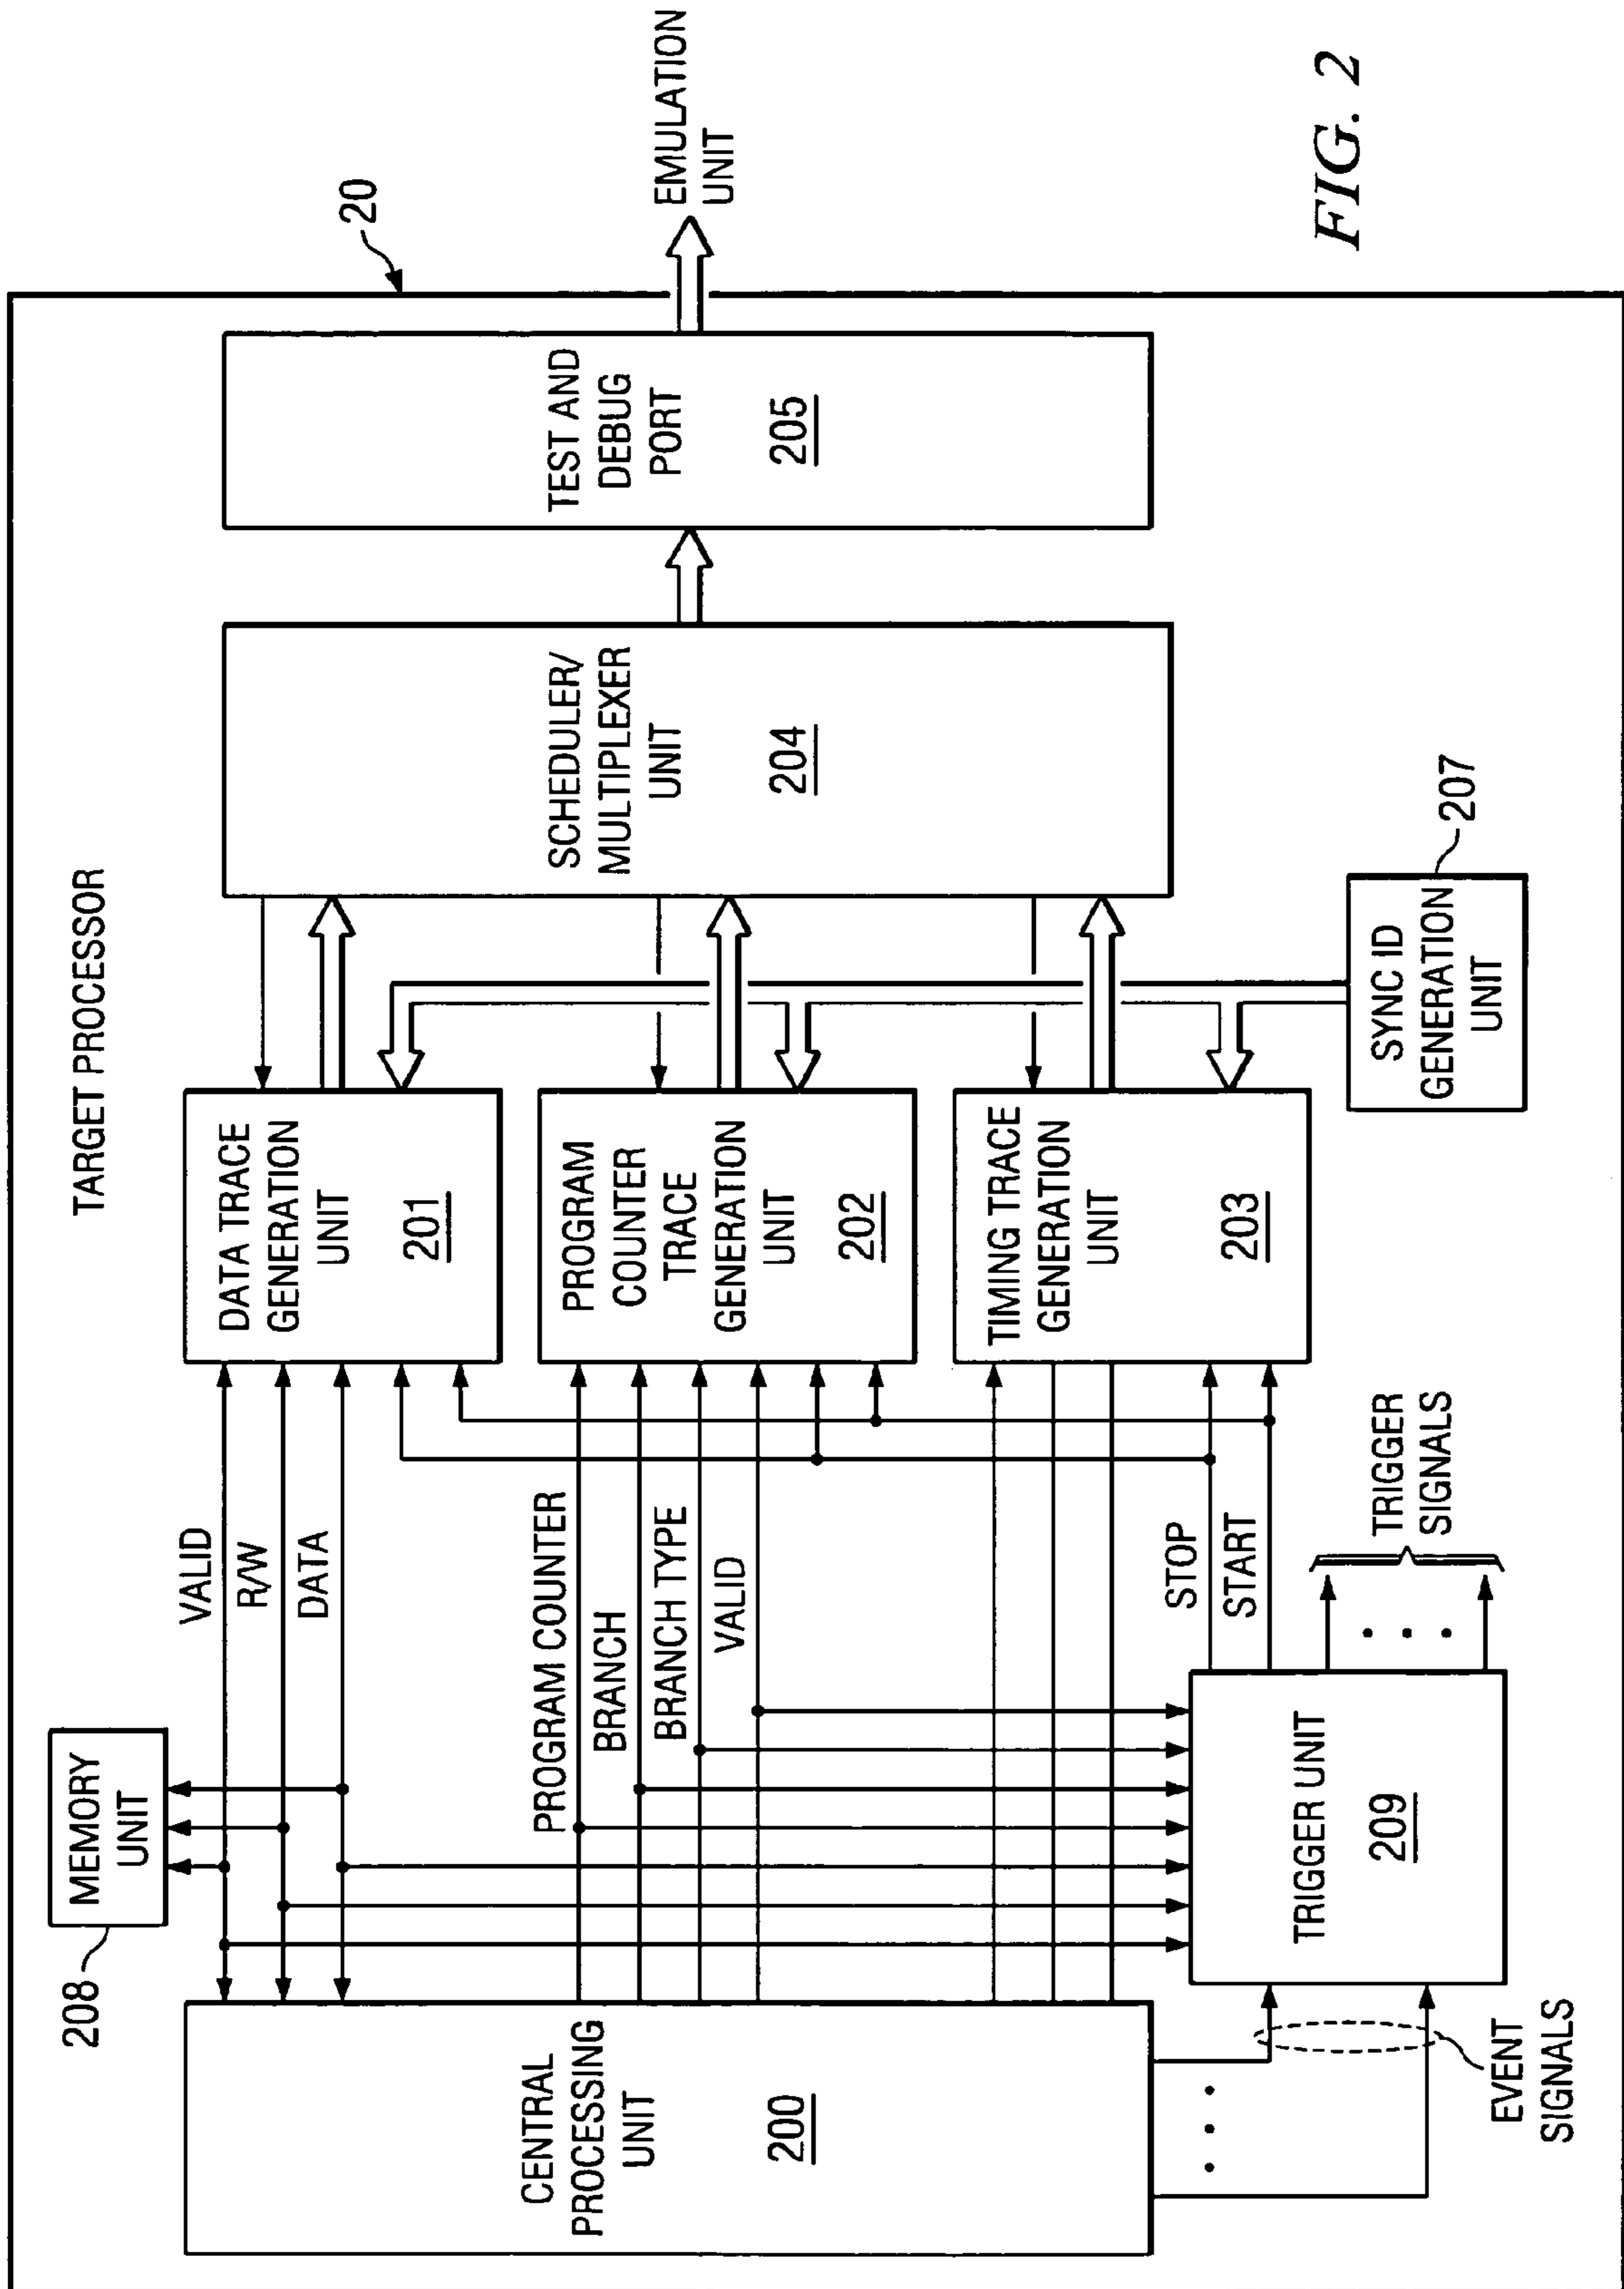 TARGET PROCESSOR
20
208
MEMORY
UNIT
CENTRAL
PROCESSING
UNIT
200
VALID
R/W
DATA
PROGRAM COUNTER
BRANCH
BRANCH TYPE
VALID
DATA TRACE
GENERATION
UNIT
201
PROGRAM
COUNTER
TRACE
GENERATION
UNIT
202
TIMING TRACE
GENERATION
UNIT
203
SCHEDULER/
MULTIPLEXER
UNIT
204
TEST AND
DEBUG
PORT
205
EMULATION
UNIT
STOP
START
TRIGGER UNIT
209
EVENT
SIGNALS
TRIGGER
SIGNALS
SYNC ID
GENERATION
UNIT
207
FIG. 2